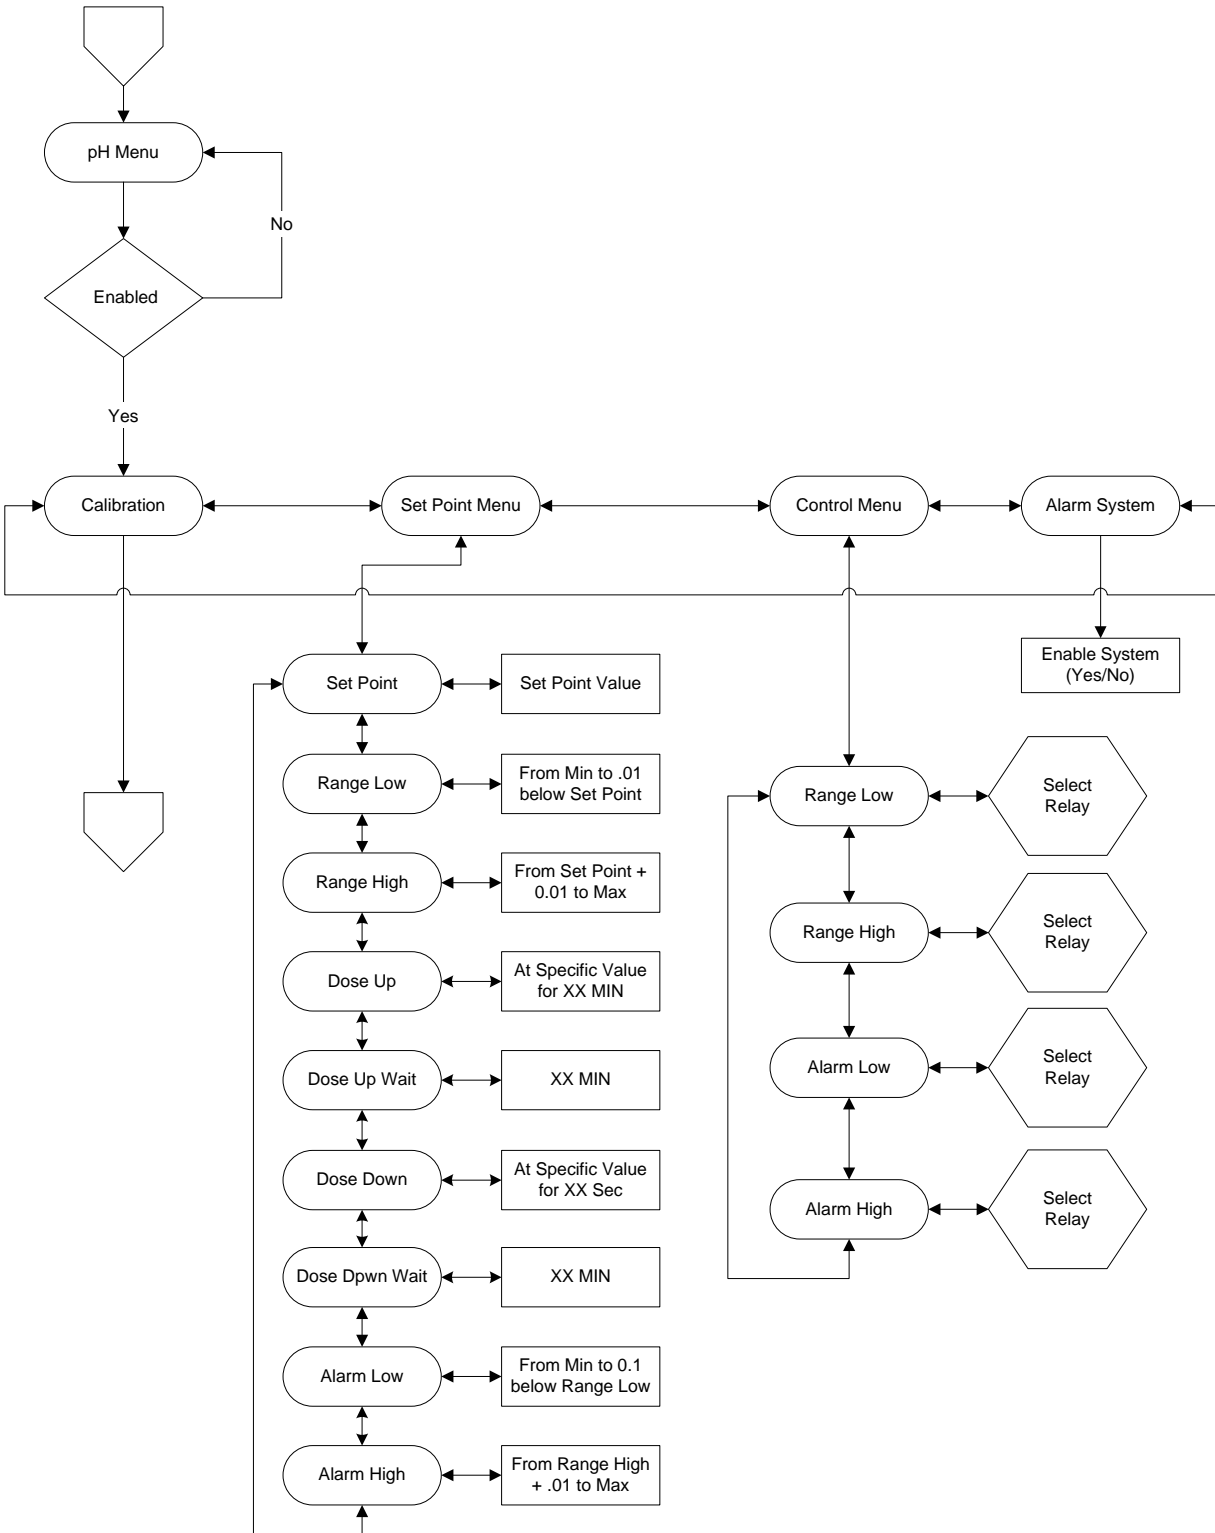 pH Menu
No
Enabled
Yes
Calibration
Set Point Menu
Control Menu
Alarm System
Enable System
(Yes/No)
Set Point
Set Point Value
Range Low
From Min to .01
below Set Point
Range High
From Set Point +
0.01 to Max
Dose Up
At Specific Value
for XX MIN
Dose Up Wait
XX MIN
Dose Down
At Specific Value
for XX Sec
Dose Dpwn Wait
XX MIN
Alarm Low
From Min to 0.1
below Range Low
Alarm High
From Range High
+ .01 to Max
Range Low
Select
Relay
Range High
Select
Relay
Alarm Low
Select
Relay
Alarm High
Select
Relay